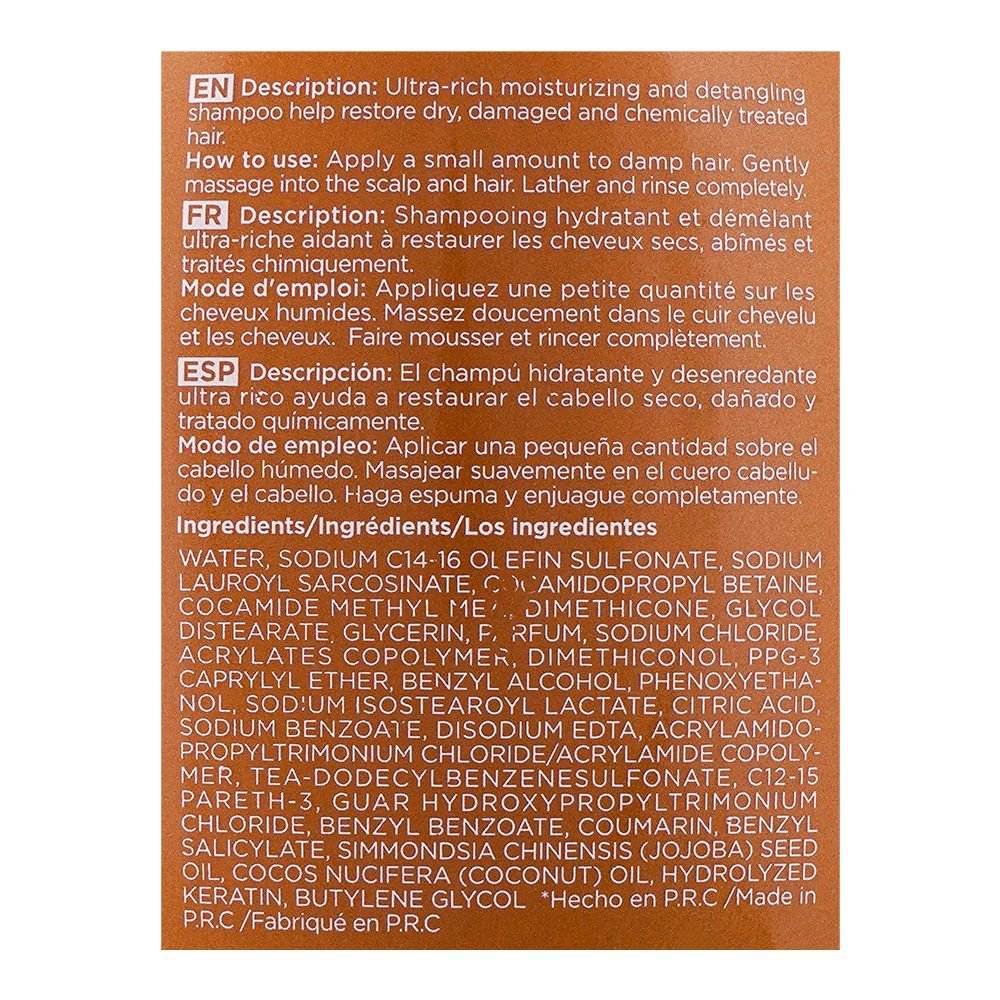 EN Description: Ultra-rich moisturizing and detangling
shampoo help restore dry, damaged and chemically treated
hair.
How to use: Apply a small amount to damp hair. Gently
massage into the scalp and hair. Lather and rinse completely.
FR Description: Shampooing hydratant et démêlant
ultra-riche aidant à restaurer les cheveux secs, abîmés et
traités chimiquement.
Mode d'emploi: Appliquez une petite quantité sur les
cheveux humides. Massez doucement dans le cuir chevelu
et les cheveux. Faire mousser et rincer complètement.
ESP Descripción: El champú hidratante y desenredante
ultra rico ayuda a restaurar el cabello seco, dañado y
tratado químicamente.
Modo de empleo: Aplicar una pequeña cantidad sobre el
cabello húmedo. Masajear suavemente en el cuero cabellu-
do y el cabello. Haga espuma y enjuague completamente.
Ingredients/Ingrédients/Los ingredientes
WATER, SODIUM C14-16 OLEFIN SULFONATE, SODIUM
LAUROYL SARCOSINATE, COCAMIDOPROPYL BETAINE,
COCAMIDE METHYL DIMETHICONE, GLYCOL
DISTEARATE, GLYCERIN, PARFUM, SODIUM CHLORIDE,
ACRYLATES COPOLYMER, DIMETHICONOL, PPG-3
CAPRYLYL ETHER, BENZYL ALCOHOL, PHENOXYETHA-
NOL, SODIUM ISOSTEAROYL LACTATE, CITRIC ACID,
SODIUM BENZOATE, DISODIUM EDTA, ACRYLAMIDO-
PROPYLTRIMONIUM CHLORIDE/ACRYLAMIDE COPOLY-
MER, TEA-DODECYLBENZENESULFONATE, C12-15
PARETH-3, GUAR HYDROXYPROPYLTRIMONIUM
CHLORIDE, BENZYL BENZOATE, COUMARIN, BENZYL
SALICYLATE, SIMMONDSIA CHINENSIS (JOJOBA) SEED
OIL, COCOS NUCIFERA (COCONUT) OIL, HYDROLYZED
KERATIN, BUTYLENE GLYCOL *Hecho en P.R.C /Made in
P.R.C /Fabriqué en P.R.C